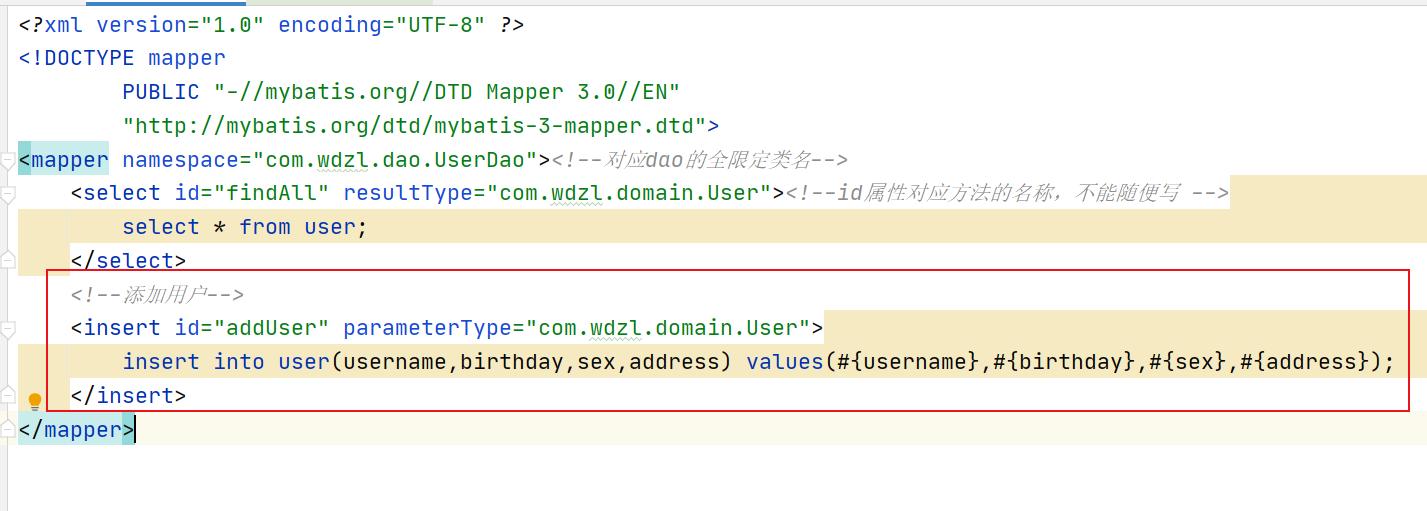 <?xml version="1.0" encoding="UTF-8" ?>
<!DOCTYPE mapper
        PUBLIC "-//mybatis.org//DTD Mapper 3.0//EN"
        "http://mybatis.org/dtd/mybatis-3-mapper.dtd">
<mapper namespace="com.wdzl.dao.UserDao"><!--对应dao的全限定类名-->
    <select id="findAll" resultType="com.wdzl.domain.User"><!--id属性对应方法的名称，不能随便写 -->
        select * from user;
    </select>
    <!--添加用户-->
    <insert id="addUser" parameterType="com.wdzl.domain.User">
        insert into user(username,birthday,sex,address) values(#{username},#{birthday},#{sex},#{address});
    </insert>
</mapper>